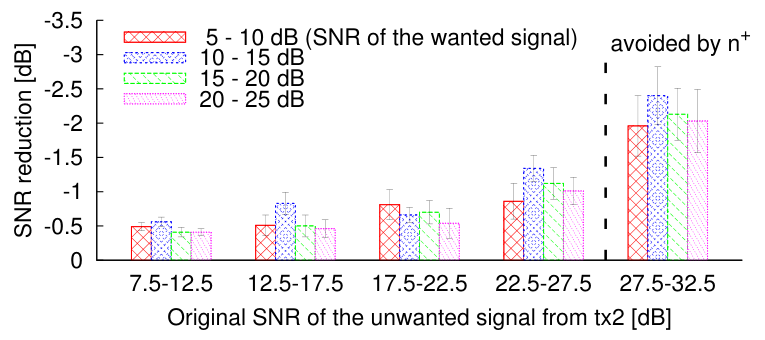 -3.5
-3
-2.5
-2
-1.5
-1
-0.5
0
SNR reduction [dB]
5 - 10 dB (SNR of the wanted signal)
10 - 15 dB
15 - 20 dB
20 - 25 dB
avoided by n+
7.5-12.5 12.5-17.5 17.5-22.5 22.5-27.5 27.5-32.5
Original SNR of the unwanted signal from tx2 [dB]